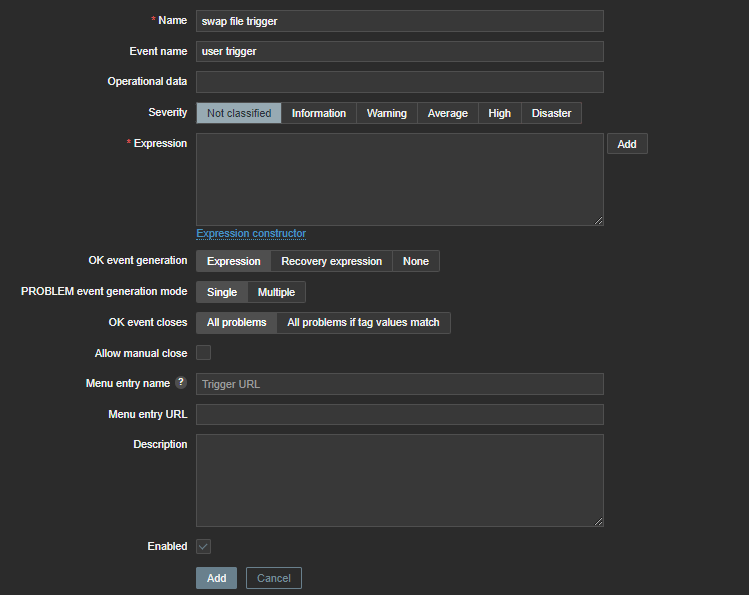 * Name swap file trigger
Event name user trigger
Operational data
Severity Not classified Information Warning Average High Disaster
* Expression Add
Expression constructor
OK event generation Expression Recovery expression None
PROBLEM event generation mode Single Multiple
OK event closes All problems All problems if tag values match
Allow manual close
Menu entry name ? Trigger URL
Menu entry URL
Description
Enabled
Add Cancel